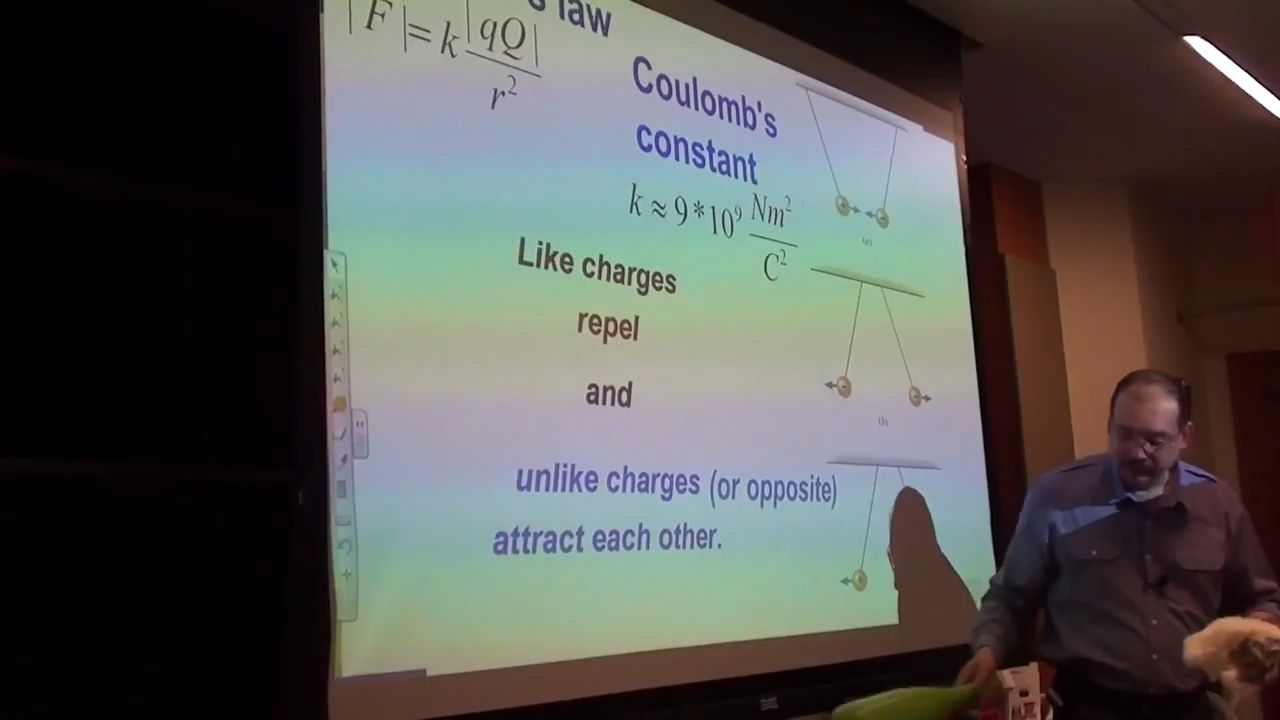 law
|F|=k|qQ|/r²
Coulomb's
constant
k≈9*10⁹ Nm²/C²
(a)
Like charges
repel
(b)
and
unlike charges (or opposite)
attract each other.